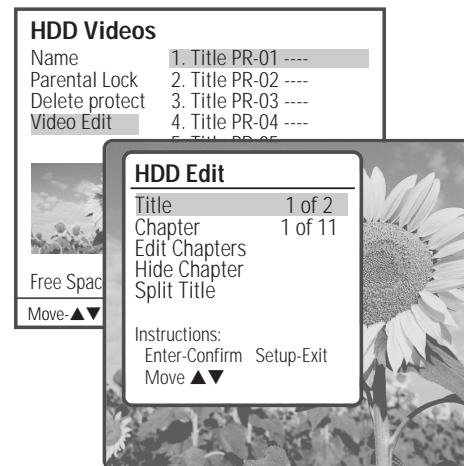 HDD Videos
Name 1. Title PR-01 ----
Parental Lock 2. Title PR-02 ----
Delete protect 3. Title PR-03 ----
Video Edit 4. Title PR-04 ----
Free Spac
Move-▲▼
HDD Edit
Title 1 of 2
Chapter 1 of 11
Edit Chapters
Hide Chapter
Split Title
Instructions:
Enter-Confirm Setup-Exit
Move ▲▼